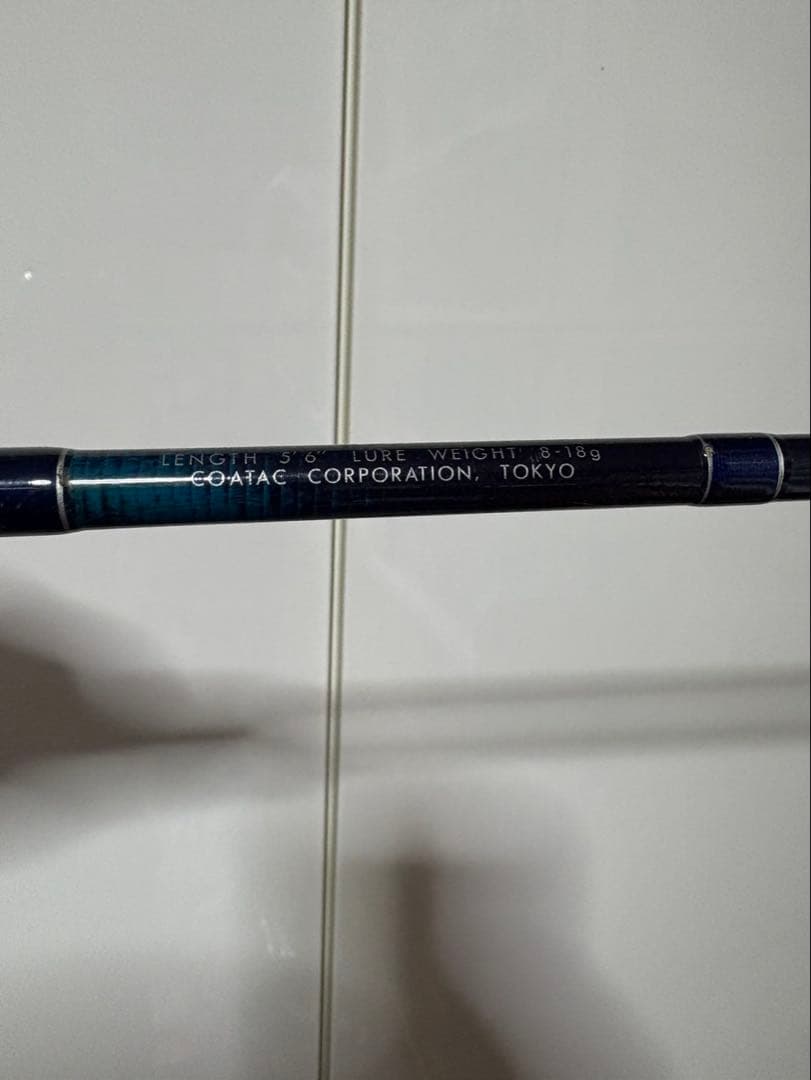 LENGTH 5'6" LURE WEIGHT 8-18g
COATAC CORPORATION, TOKYO